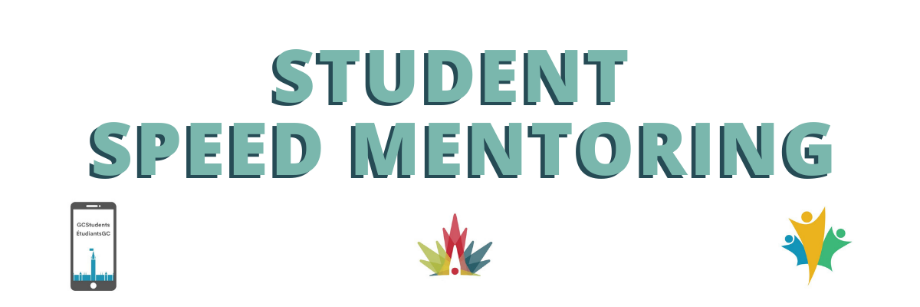 STUDENT
SPEED MENTORING
GCStudents
ÉtudiantsGC